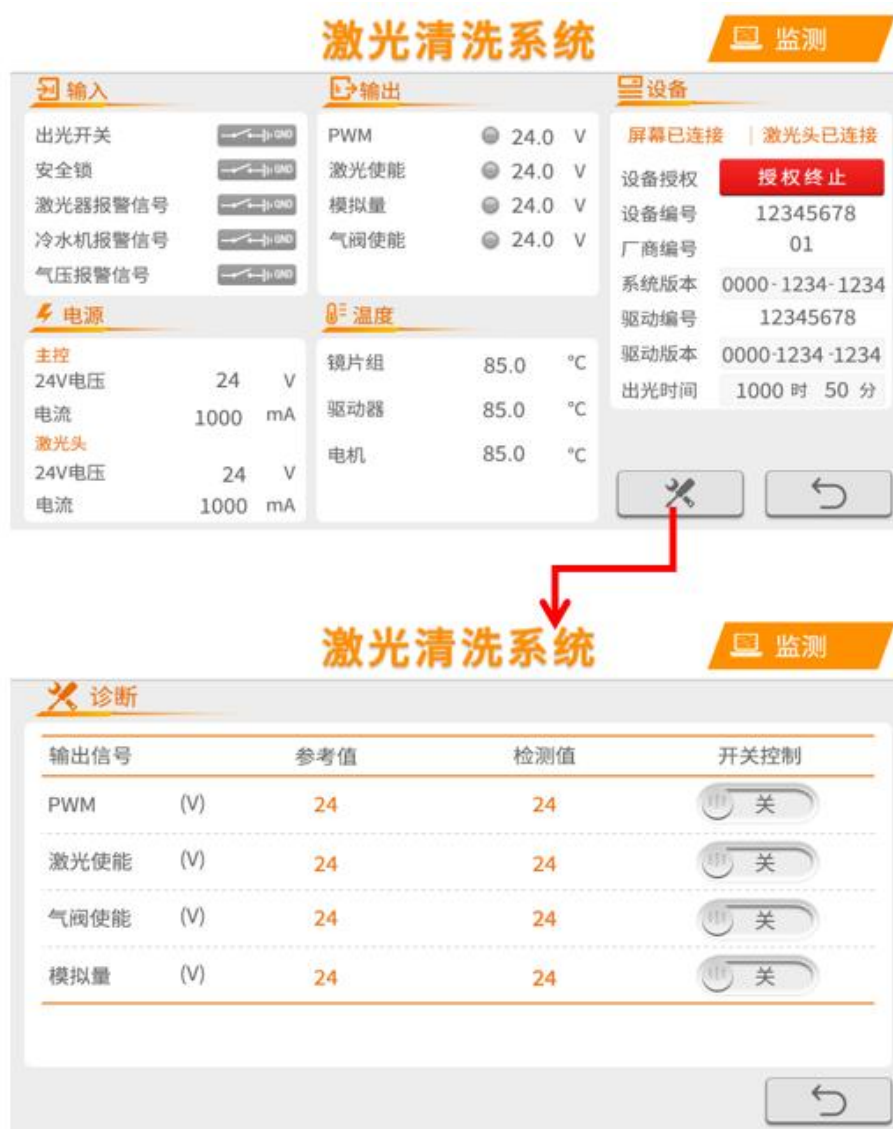 激光清洗系统
监测
输入
出光开关 GND
安全锁 GND
激光器报警信号 GND
冷水机报警信号 GND
气压报警信号 GND
输出
PWM 24.0 V
激光使能 24.0 V
模拟量 24.0 V
气阀使能 24.0 V
设备
屏幕已连接 | 激光头已连接
设备授权 授权终止
设备编号 12345678
厂商编号 01
系统版本 0000-1234-1234
驱动编号 12345678
驱动版本 0000-1234-1234
出光时间 1000 时 50 分
电源
主控
24V电压 24 V
电流 1000 mA
激光头
24V电压 24 V
电流 1000 mA
温度
镜片组 85.0 °C
驱动器 85.0 °C
电机 85.0 °C
激光清洗系统
监测
诊断
输出信号 参考值 检测值 开关控制
PWM (V) 24 24 关
激光使能 (V) 24 24 关
气阀使能 (V) 24 24 关
模拟量 (V) 24 24 关